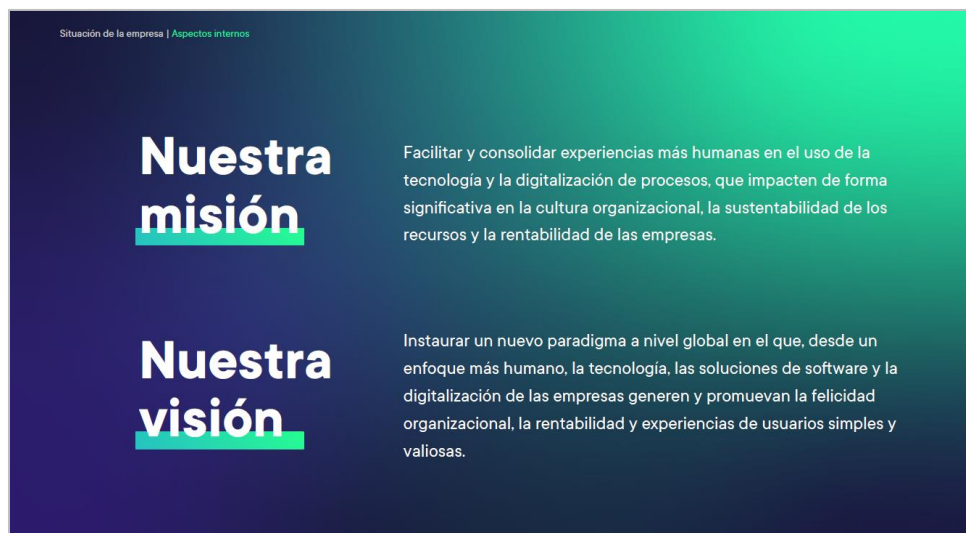 Situación de la empresa | Aspectos internos
Nuestra
misión
Facilitar y consolidar experiencias más humanas en el uso de la
tecnología y la digitalización de procesos, que impacten de forma
significativa en la cultura organizacional, la sustentabilidad de los
recursos y la rentabilidad de las empresas.
Nuestra
visión
Instaurar un nuevo paradigma a nivel global en el que, desde un
enfoque más humano, la tecnología, las soluciones de software y la
digitalización de las empresas generen y promuevan la felicidad
organizacional, la rentabilidad y experiencias de usuarios simples y
valiosas.